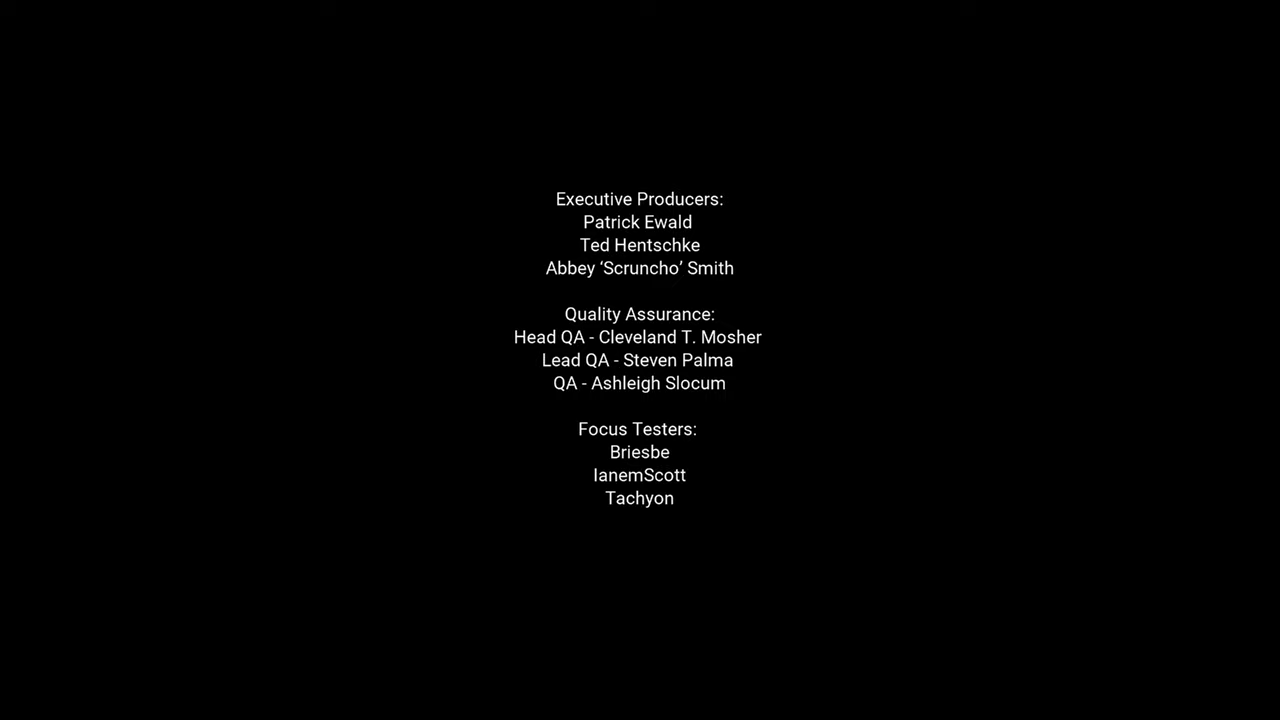 Executive Producers:
Patrick Ewald
Ted Hentschke
Abbey ‘Scruncho’ Smith
Quality Assurance:
Head QA - Cleveland T. Mosher
Lead QA - Steven Palma
QA - Ashleigh Slocum
Focus Testers:
Briesbe
IanemScott
Tachyon